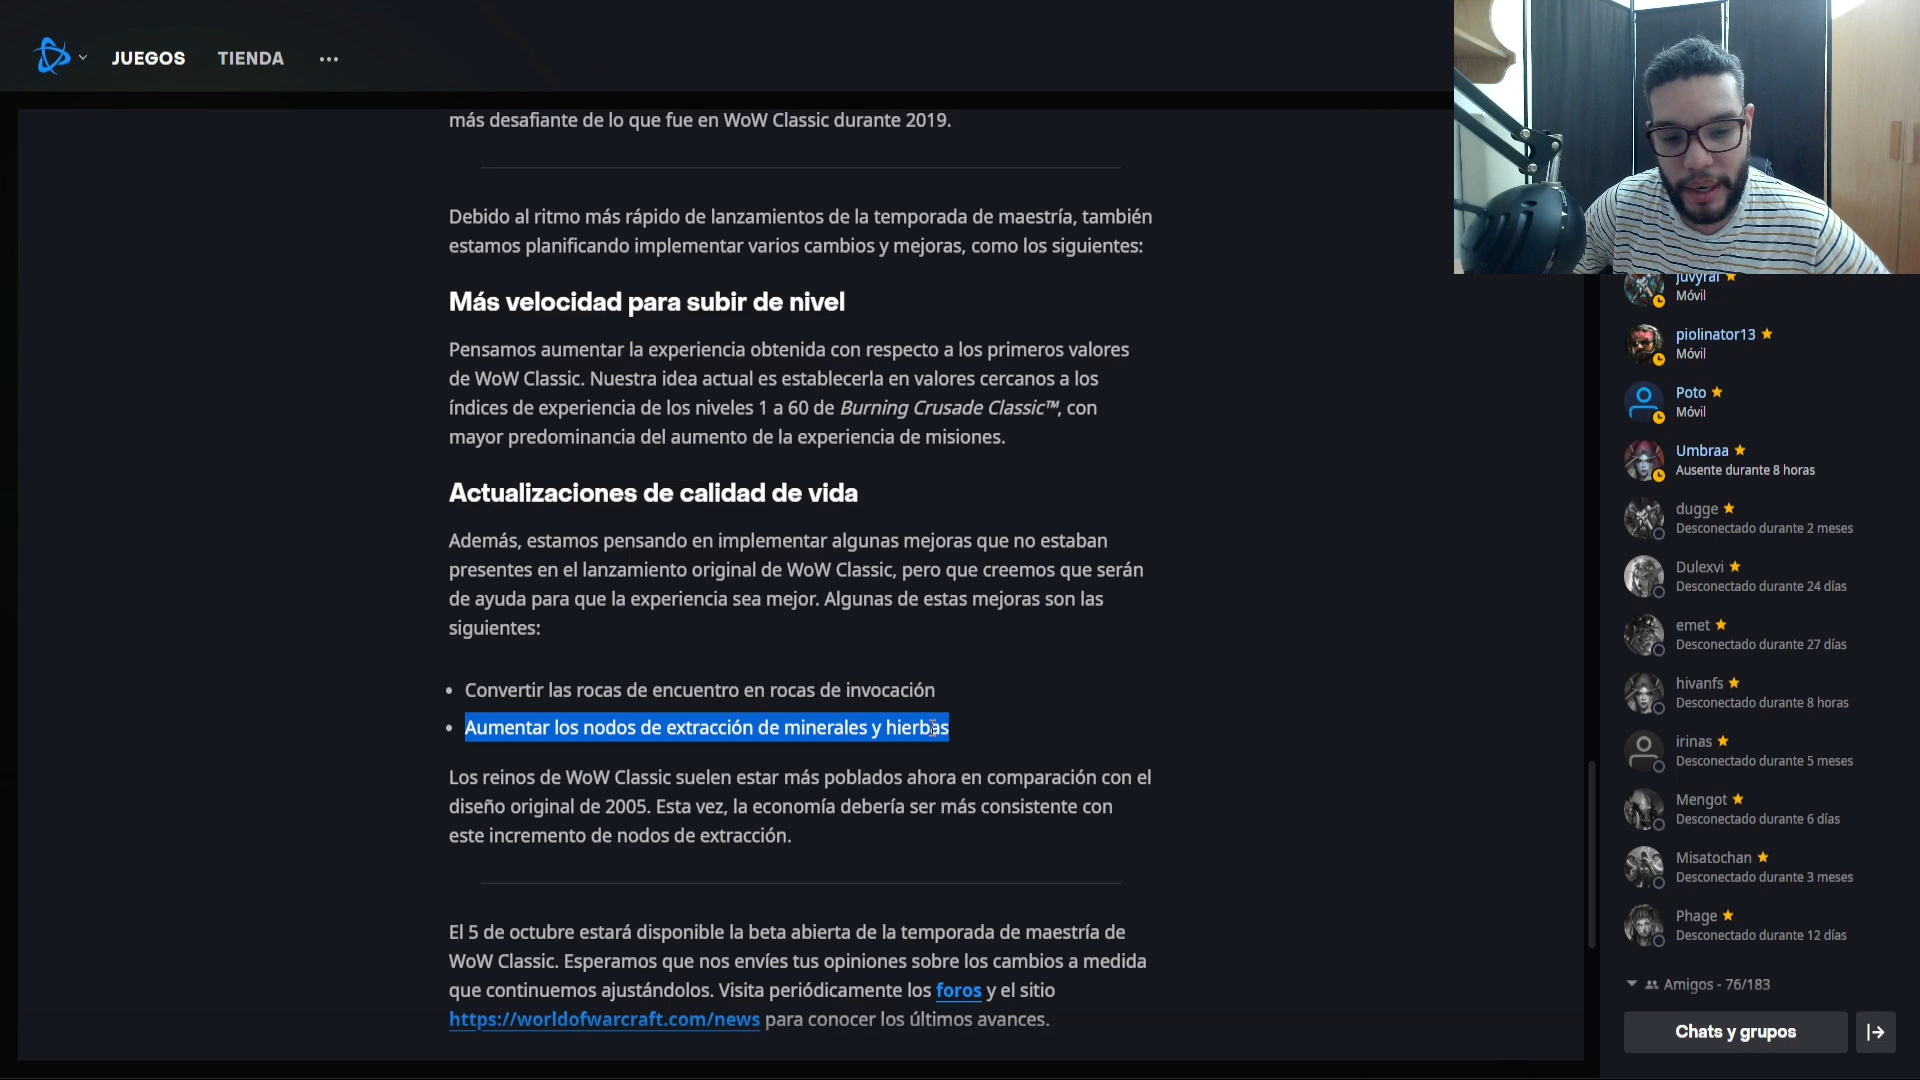 JUEGOS
TIENDA
más desafiante de lo que fue en WoW Classic durante 2019.
Debido al ritmo más rápido de lanzamientos de la temporada de maestría, también
estamos planificando implementar varios cambios y mejoras, como los siguientes:
Más velocidad para subir de nivel
Pensamos aumentar la experiencia obtenida con respecto a los primeros valores
de WoW Classic. Nuestra idea actual es establecerla en valores cercanos a los
índices de experiencia de los niveles 1 a 60 de Burning Crusade Classic™, con
mayor predominancia del aumento de la experiencia de misiones.
Actualizaciones de calidad de vida
Además, estamos pensando en implementar algunas mejoras que no estaban
presentes en el lanzamiento original de WoW Classic, pero que creemos que serán
de ayuda para que la experiencia sea mejor. Algunas de estas mejoras son las
siguientes:
• Convertir las rocas de encuentro en rocas de invocación
• Aumentar los nodos de extracción de minerales y hierbas
Los reinos de WoW Classic suelen estar más poblados ahora en comparación con el
diseño original de 2005. Esta vez, la economía debería ser más consistente con
este incremento de nodos de extracción.
El 5 de octubre estará disponible la beta abierta de la temporada de maestría de
WoW Classic. Esperamos que nos envíes tus opiniones sobre los cambios a medida
que continuemos ajustándolos. Visita periódicamente los foros y el sitio
https://worldofwarcraft.com/news para conocer los últimos avances.
Juvyrai
Móvil
piolinator13
Móvil
Poto
Móvil
Umbraa
Ausente durante 8 horas
dugge
Desconectado durante 2 meses
Dulexvi
Desconectado durante 24 días
emet
Desconectado durante 27 días
hivanfs
Desconectado durante 8 horas
irinas
Desconectado durante 5 meses
Mengot
Desconectado durante 6 días
Misatochan
Desconectado durante 3 meses
Phage
Desconectado durante 12 días
Amigos - 76/183
Chats y grupos